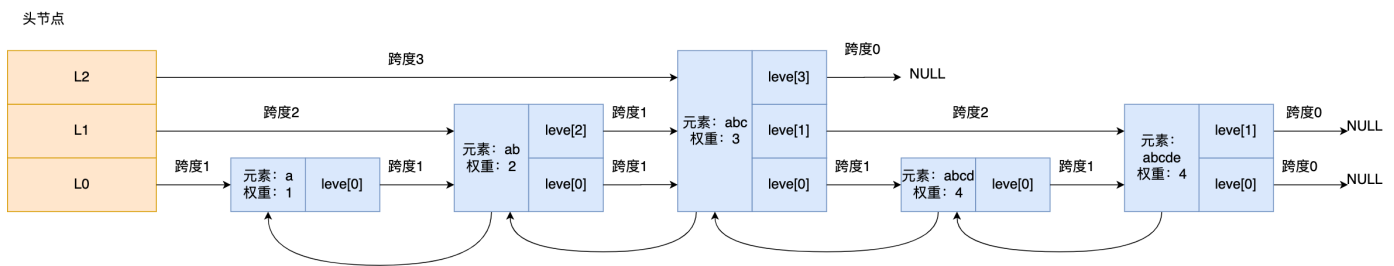 头节点
L2
跨度3
跨度0
NULL
leve[3]
L1
跨度2
leve[2]
跨度1
元素：abc
权重：3
leve[1]
跨度2
leve[1]
跨度0
NULL
L0
跨度1
元素：a
权重：1
leve[0]
跨度1
元素：ab
权重：2
leve[0]
跨度1
leve[0]
跨度1
元素：abcd
权重：4
leve[0]
跨度1
元素：
abcde
权重：4
leve[0]
跨度0
NULL